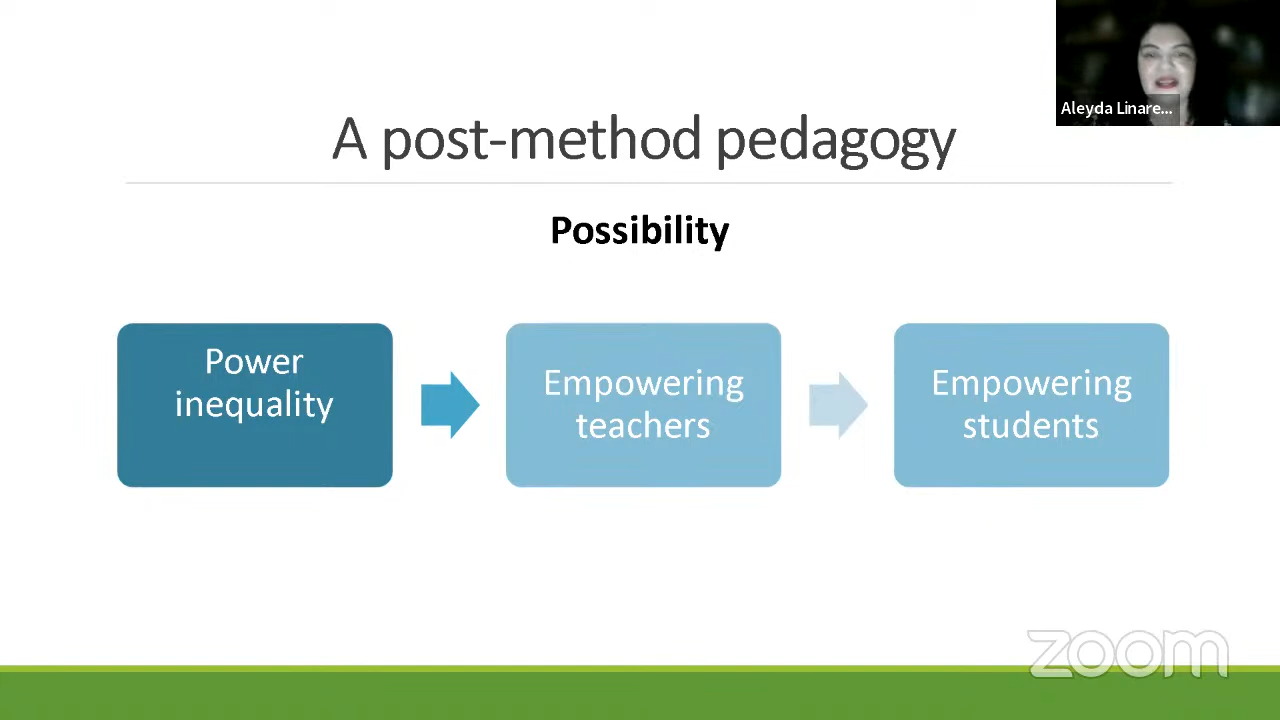 Aleyda Linare...
A post-method pedagogy
Possibility
Power
inequality
Empowering
teachers
Empowering
students
zoom